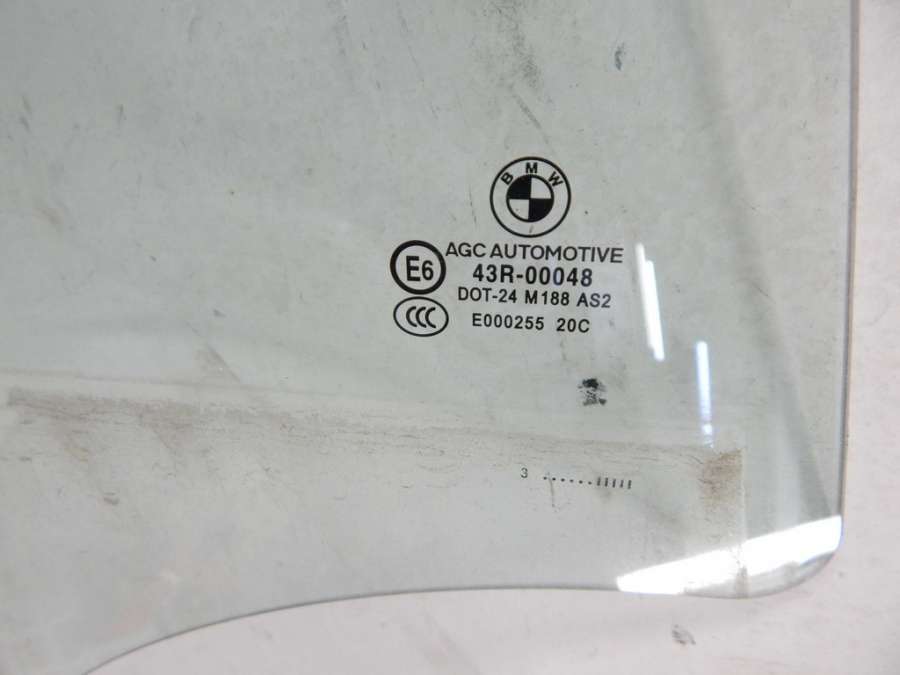 BMW
AGC AUTOMOTIVE
E6 43R-00048
DOT-24 M188 AS2
CCC E000255 20C
3